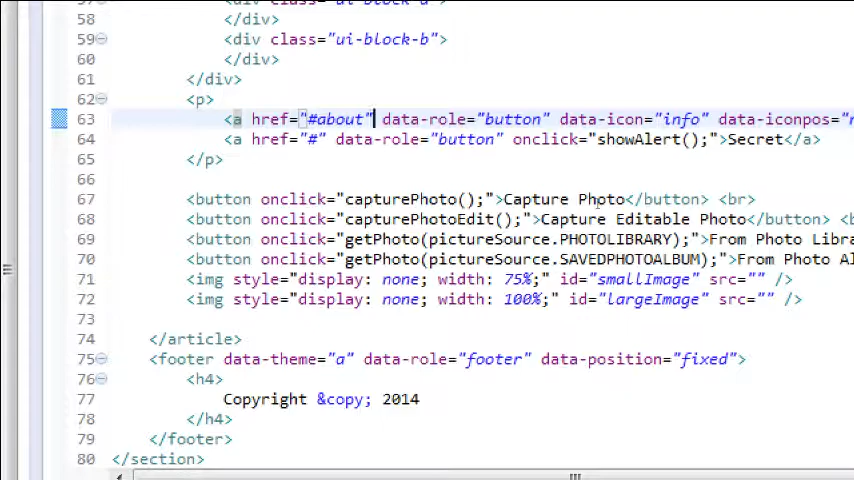 58 </div>
59 <div class="ui-block-b">
60 </div>
61 </div>
62 <p>
63 <a href="#about" data-role="button" data-icon="info" data-iconpos="
64 <a href="#" data-role="button" onclick="showAlert();">Secret</a>
65 </p>
66
67 <button onclick="capturePhoto();">Capture Photo</button> <br>
68 <button onclick="capturePhotoEdit();">Capture Editable Photo</button> <b
69 <button onclick="getPhoto(pictureSource.PHOTOLIBRARY);">From Photo Libra
70 <button onclick="getPhoto(pictureSource.SAVEDPHOTOALBUM);">From Photo Al
71 <img style="display: none; width: 75%;" id="smallImage" src="" />
72 <img style="display: none; width: 100%;" id="largeImage" src="" />
73
74 </article>
75 <footer data-theme="a" data-role="footer" data-position="fixed">
76 <h4>
77 Copyright &copy; 2014
78 </h4>
79 </footer>
80 </section>